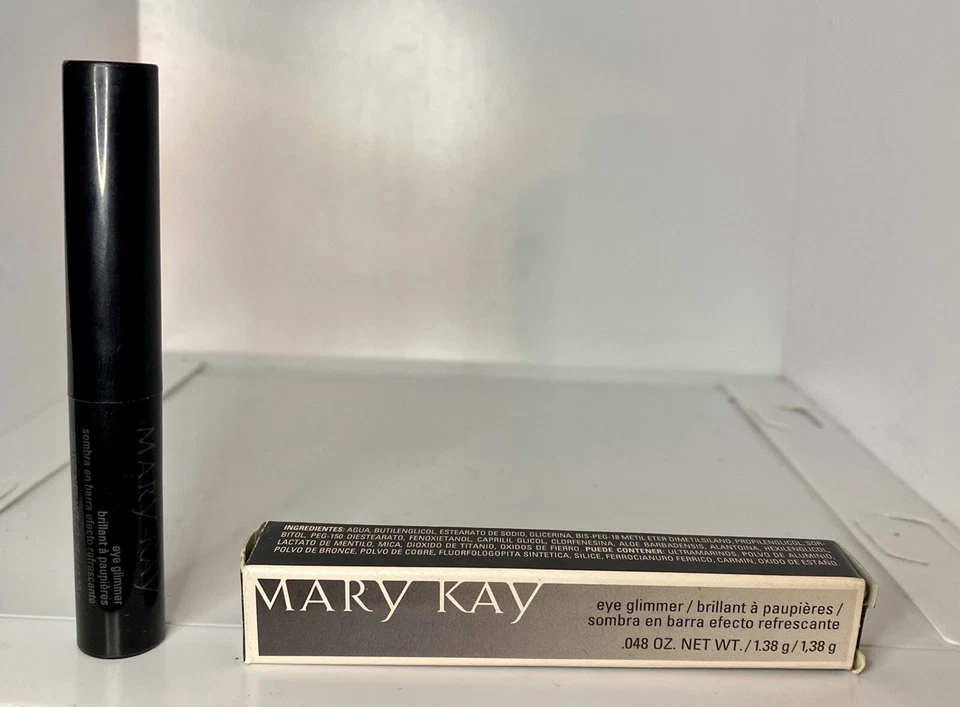 MARY KAY
eye glimmer
brillant à paupières
sombra en barra efecto refrescante
INGREDIENTES: AGUA, BUTILENGLICOL, ESTEARATO DE SODIO, GLICERINA, BIS-PEG-18 METIL ETER DIMETILSILANO, PROPILENGLICOL, SOR
BITOL, PEG-150 DIESTEARATO, FENOXIETANOL, CAPRILIL GLICOL, CLORFENESINA, ALOE BARBADENSIS, ALANTOINA, HEXILENGLICOL,
LACTATO DE MENTILO, MICA, DIOXIDO DE TITANIO, OXIDOS DE FIERRO. PUEDE CONTENER: ULTRAMARINOS, POLVO DE ALUMINIO,
POLVO DE BRONCE, POLVO DE COBRE, FLUORFOLOGOPITA SINTETICA, SILICE, FERROCIANURO FERRICO, CARMIN, OXIDO DE ESTAÑO.
MARY KAY
eye glimmer / brillant à paupières /
sombra en barra efecto refrescante
.048 OZ. NET WT. / 1.38 g / 1,38 g